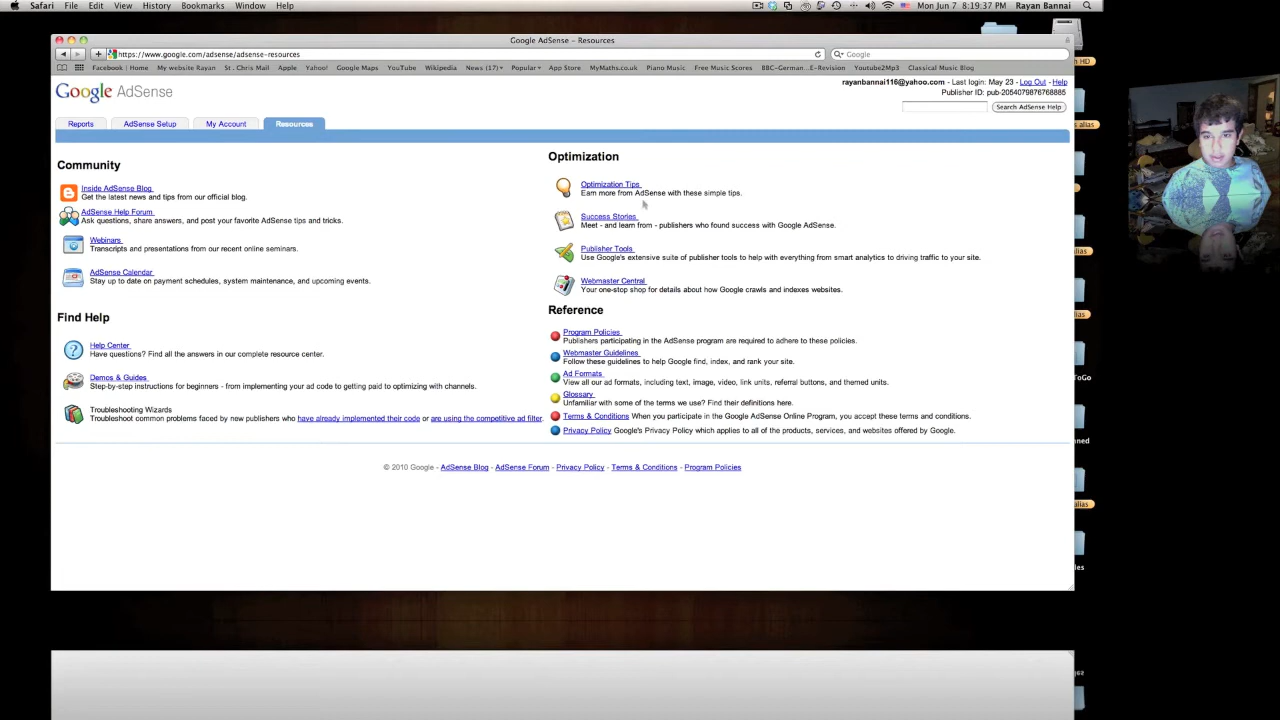 Safari File Edit View History Bookmarks Window Help
Mon Jun 7 8:19:37 PM Rayan Bannai
Google AdSense – Resources
https://www.google.com/adsense/adsense-resources
Google
Facebook | Home My website Rayan St . Chris Mail Apple Yahoo! Google Maps YouTube Wikipedia News (17) Popular App Store MyMaths.co.uk Piano Music Free Music Scores BBC-German...E-Revision Youtube2Mp3 Classical Music Blog
Google AdSense
rayanbannai116@yahoo.com - Last login: May 23 - Log Out - Help
Publisher ID: pub-2054079876768885
Search AdSense Help
Reports AdSense Setup My Account Resources
Community
Inside AdSense Blog
Get the latest news and tips from our official blog.
AdSense Help Forum
Ask questions, share answers, and post your favorite AdSense tips and tricks.
Webinars
Transcripts and presentations from our recent online seminars.
AdSense Calendar
Stay up to date on payment schedules, system maintenance, and upcoming events.
Find Help
Help Center
Have questions? Find all the answers in our complete resource center.
Demos & Guides
Step-by-step instructions for beginners - from implementing your ad code to getting paid to optimizing with channels.
Troubleshooting Wizards
Troubleshoot common problems faced by new publishers who have already implemented their code or are using the competitive ad filter.
Optimization
Optimization Tips
Earn more from AdSense with these simple tips.
Success Stories
Meet - and learn from - publishers who found success with Google AdSense.
Publisher Tools
Use Google's extensive suite of publisher tools to help with everything from smart analytics to driving traffic to your site.
Webmaster Central
Your one-stop shop for details about how Google crawls and indexes websites.
Reference
Program Policies
Publishers participating in the AdSense program are required to adhere to these policies.
Webmaster Guidelines
Follow these guidelines to help Google find, index, and rank your site.
Ad Formats
View all our ad formats, including text, image, video, link units, referral buttons, and themed units.
Glossary
Unfamiliar with some of the terms we use? Find their definitions here.
Terms & Conditions When you participate in the Google AdSense Online Program, you accept these terms and conditions.
Privacy Policy Google's Privacy Policy which applies to all of the products, services, and websites offered by Google.
© 2010 Google - AdSense Blog - AdSense Forum - Privacy Policy - Terms & Conditions - Program Policies
HD
alias
alias
alias
ToGo
nned
alias
les